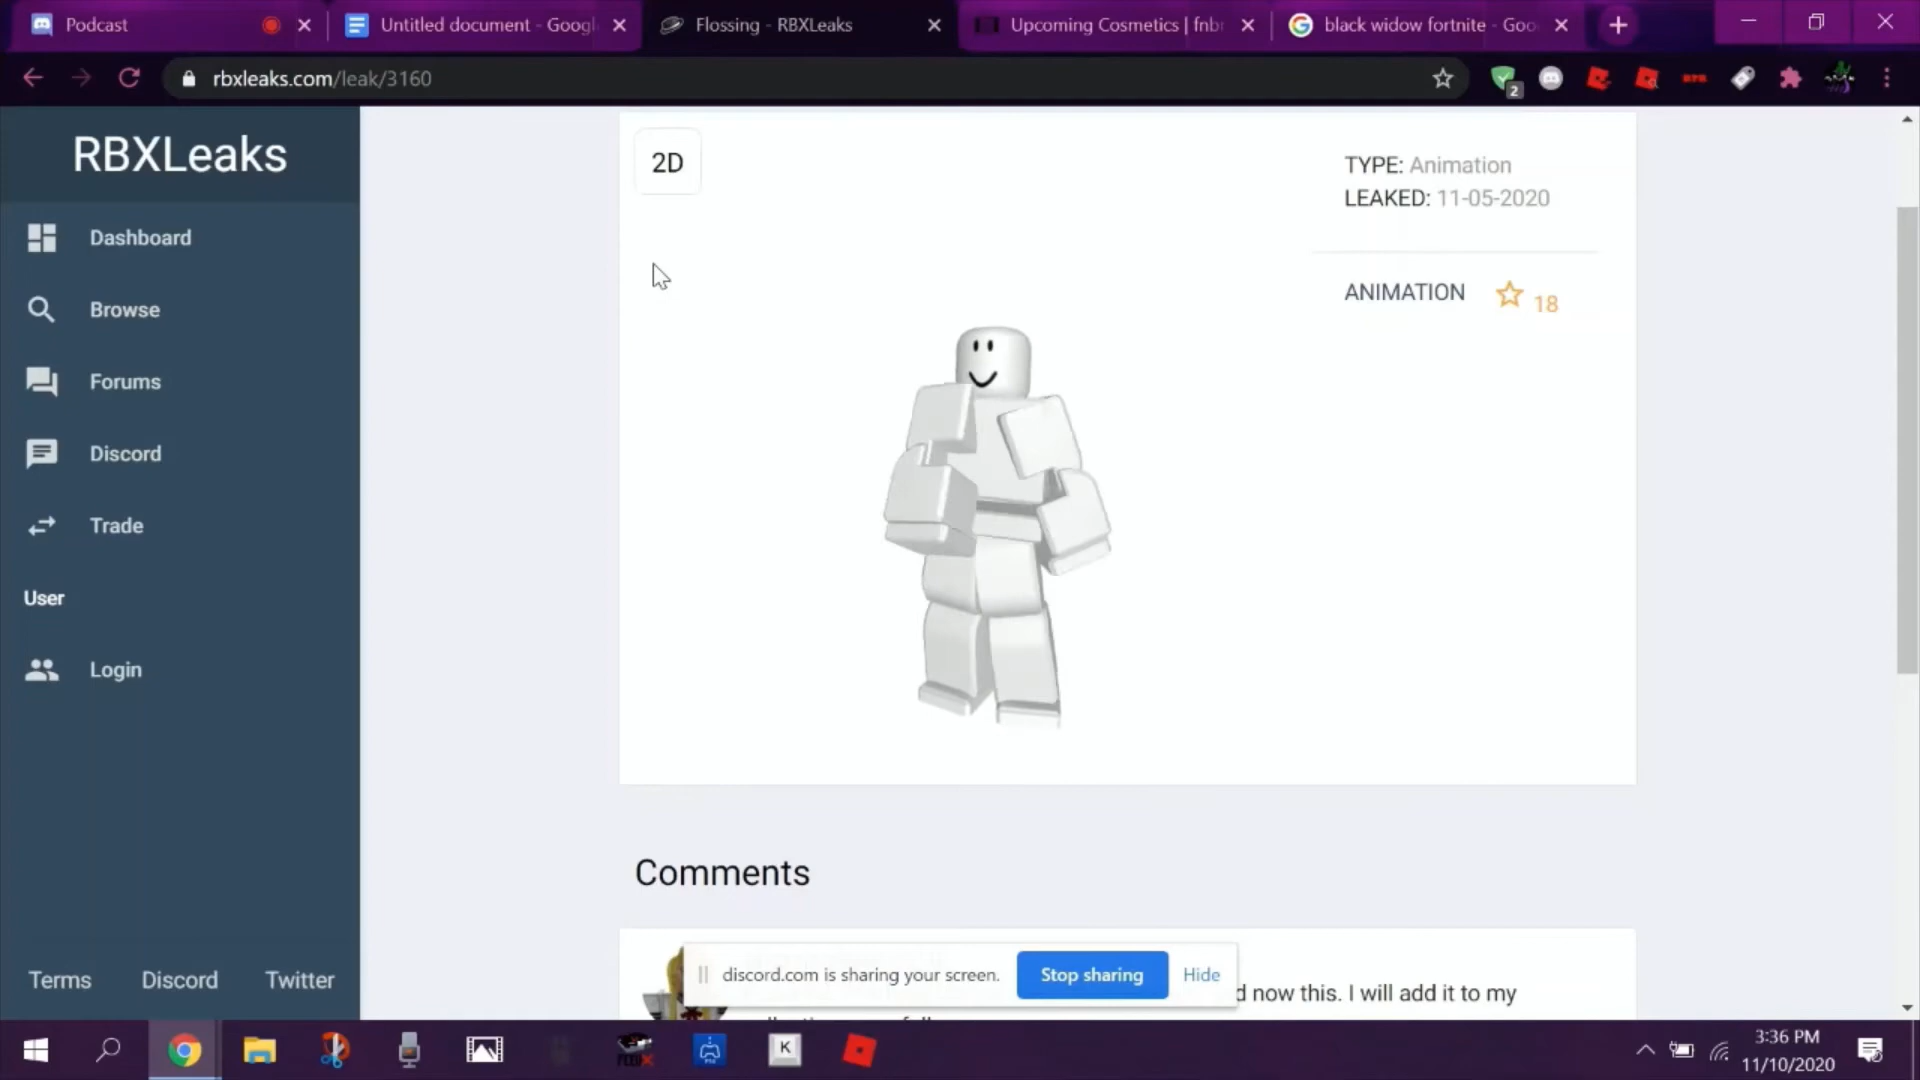 Podcast
Untitled document - Googl
Flossing - RBXLeaks
Upcoming Cosmetics | fnb
black widow fortnite - Goo
rbxleaks.com/leak/3160
2
RBXLeaks
Dashboard
Browse
Forums
Discord
Trade
User
Login
Terms Discord Twitter
2D
TYPE: Animation
LEAKED: 11-05-2020
ANIMATION 18
Comments
discord.com is sharing your screen. Stop sharing Hide
d now this. I will add it to my
K
3:36 PM
11/10/2020